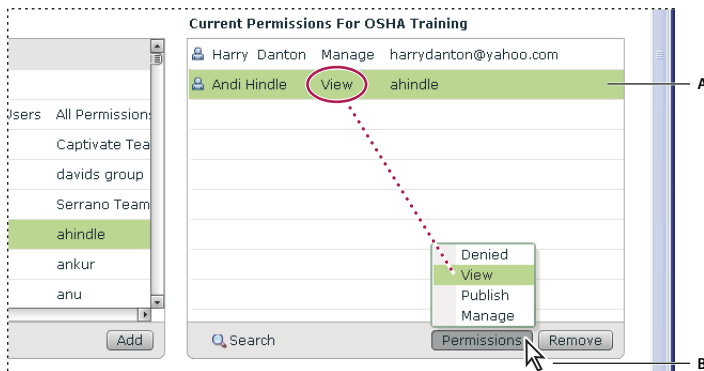 Current Permissions For OSHA Training
Harry Danton Manage harrydanton@yahoo.com
Andi Hindle View ahindle
A
Users All Permissions
Captivate Tea
davids group
Serrano Team
ahindle
ankur
anu
Add
Denied
View
Publish
Manage
Search
Permissions
Remove
B